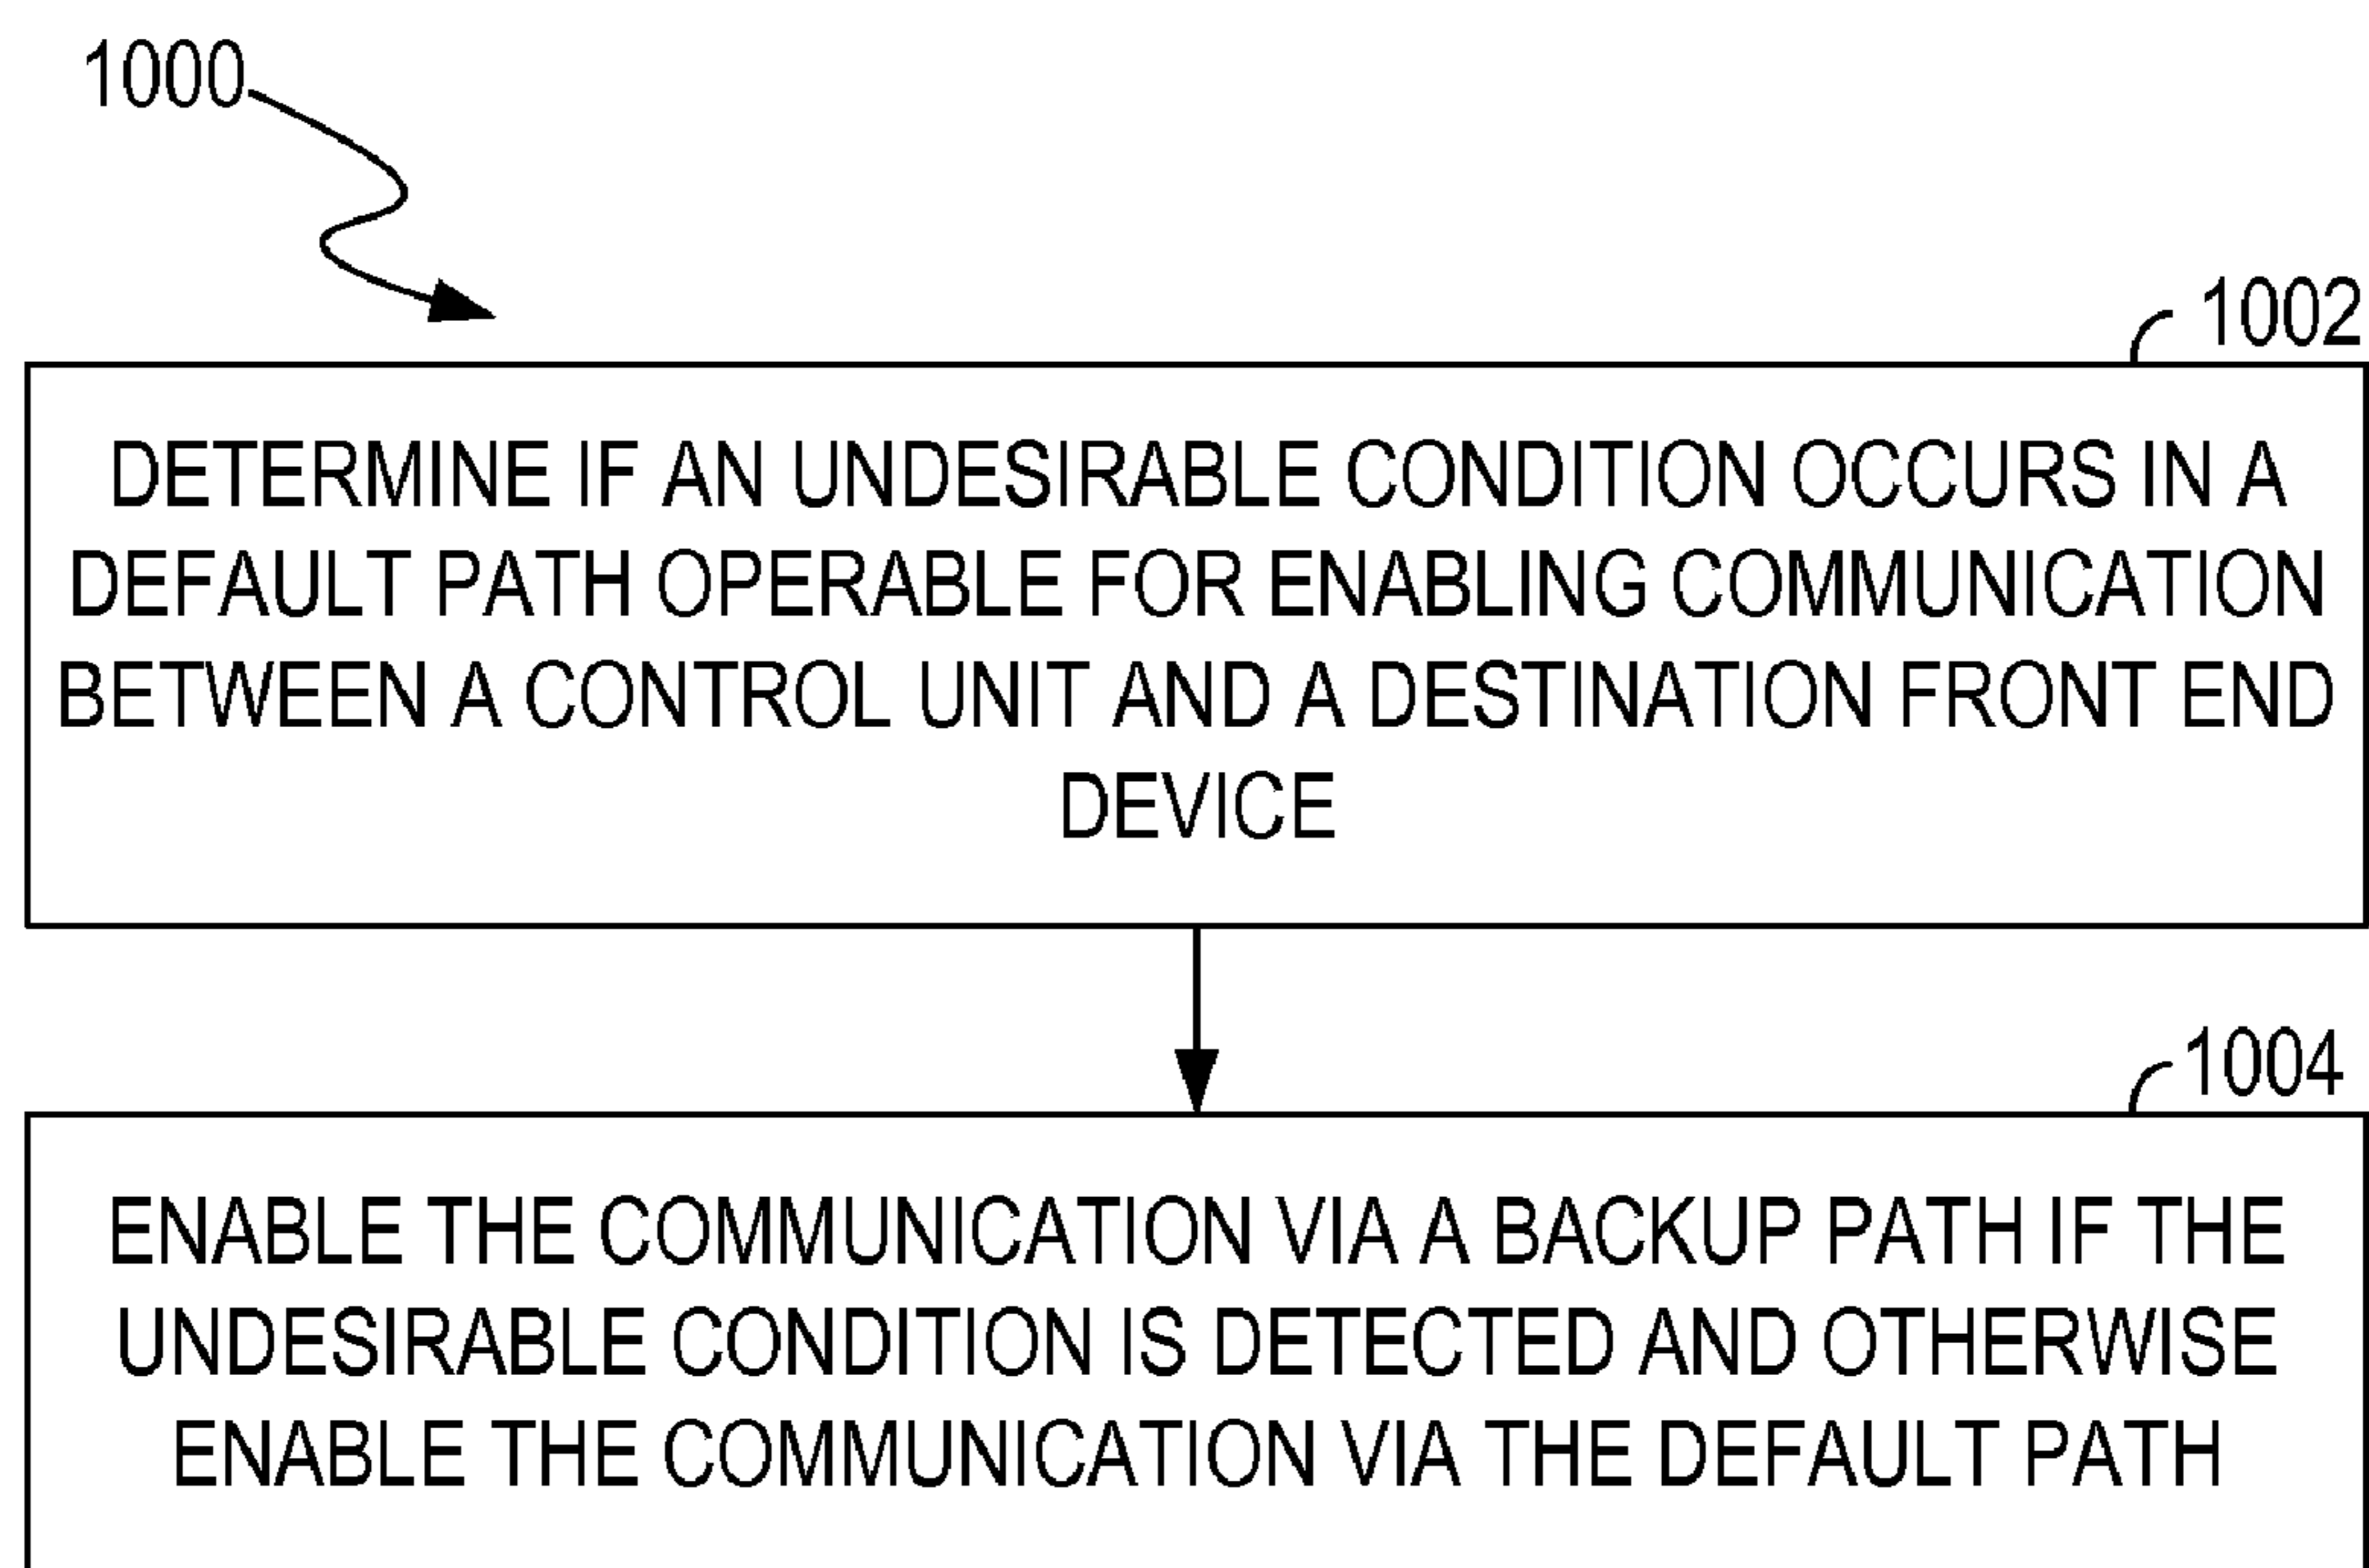 1000
1002
DETERMINE IF AN UNDESIRABLE CONDITION OCCURS IN A
DEFAULT PATH OPERABLE FOR ENABLING COMMUNICATION
BETWEEN A CONTROL UNIT AND A DESTINATION FRONT END
DEVICE
1004
ENABLE THE COMMUNICATION VIA A BACKUP PATH IF THE
UNDESIRABLE CONDITION IS DETECTED AND OTHERWISE
ENABLE THE COMMUNICATION VIA THE DEFAULT PATH